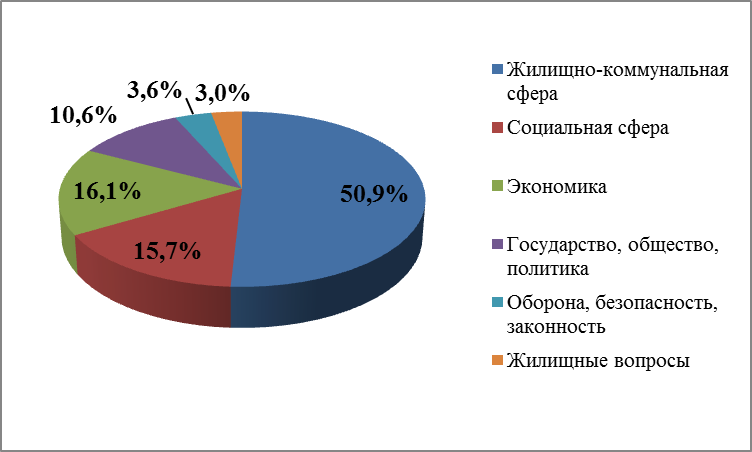 3,6%
3,0%
10,6%
16,1%
50,9%
15,7%
Жилищно-коммунальная
сфера
Социальная сфера
Экономика
Государство, общество,
политика
Оборона, безопасность,
законность
Жилищные вопросы